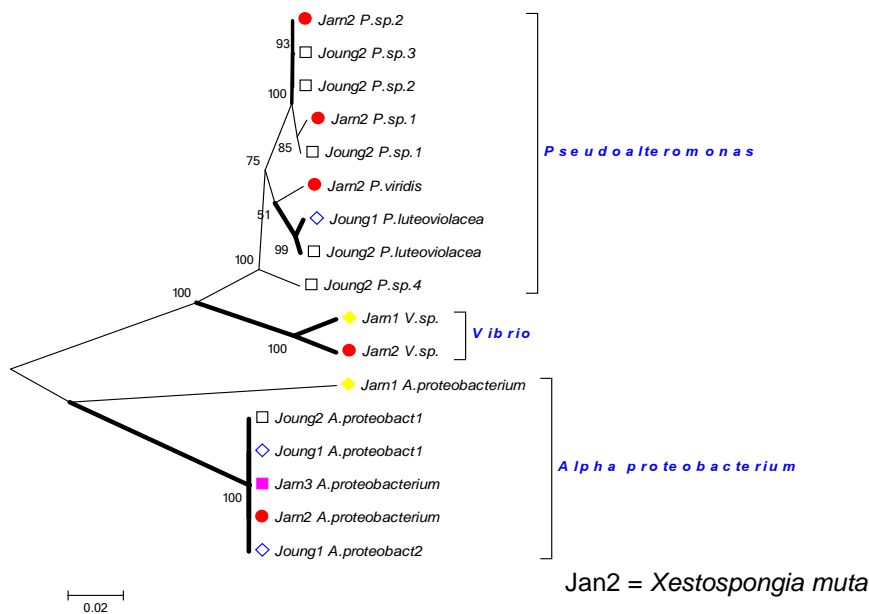 Jarn2 P.sp.2
93
Joung2 P.sp.3
Joung2 P.sp.2
100
Jarn2 P.sp.1
85
Joung2 P.sp.1
Pseudoalteromonas
75
Jarn2 P.viridis
51
Joung1 P.luteoviolacea
99
Joung2 P.luteoviolacea
100
Joung2 P.sp.4
100
Jarn1 V.sp.
Vibrio
100
Jarn2 V.sp.
Jarn1 A.proteobacterium
Joung2 A.proteobact1
Joung1 A.proteobact1
Alpha proteobacterium
Jarn3 A.proteobacterium
100
Jarn2 A.proteobacterium
Joung1 A.proteobact2
Jan2 = Xestospongia muta
0.02